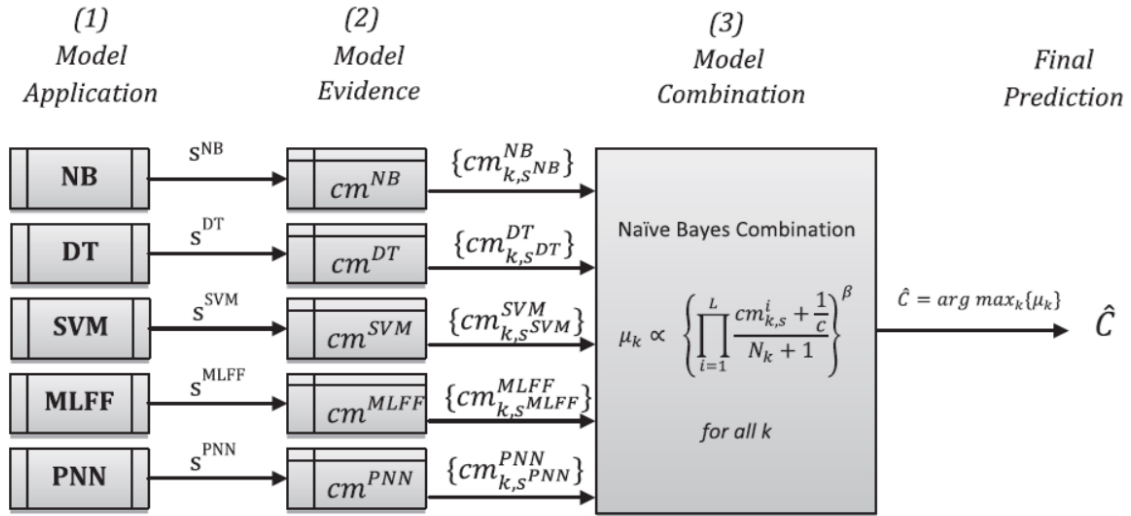 (1)
Model
Application
(2)
Model
Evidence
(3)
Model
Combination
Final
Prediction
NB
s^NB
cm^NB
{cm^NB_k,s^NB}
DT
s^DT
cm^DT
{cm^DT_k,s^DT}
SVM
s^SVM
cm^SVM
{cm^SVM_k,s^SVM}
MLFF
s^MLFF
cm^MLFF
{cm^MLFF_k,s^MLFF}
PNN
s^PNN
cm^PNN
{cm^PNN_k,s^PNN}
Naïve Bayes Combination
μ_k ∝ {∏_{i=1}^{L} (cm^i_{k,s} + 1/c) / (N_k + 1)}^β
for all k
Ĉ = arg max_k{μ_k}
Ĉ